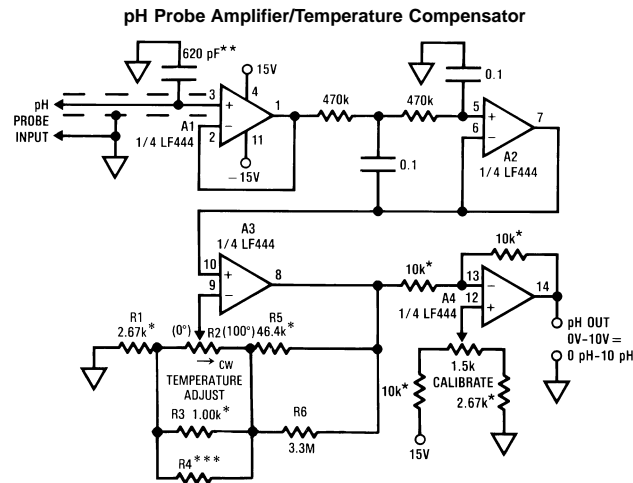 pH Probe Amplifier/Temperature Compensator
620 pF**
15V
4
3
+
1
pH
PROBE
INPUT
A1
2
−
1/4 LF444
11
−15V
470k
470k
0.1
0.1
5
+
7
6
−
A2
1/4 LF444
A3
1/4 LF444
10
+
8
9
−
10k*
10k*
13
−
14
12
+
A4
1/4 LF444
pH OUT
0V–10V =
0 pH-10 pH
R1
2.67k*
(0°)
R2
(100°)
R5
46.4k*
→ CW
TEMPERATURE
ADJUST
R3 1.00k*
R4***
R6
3.3M
1.5k
CALIBRATE
10k*
2.67k*
15V